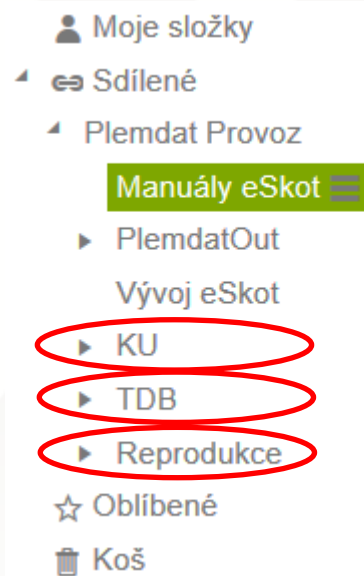 Moje složky
Sdílené
Plemdat Provoz
Manuály eSkot
PlemdatOut
Vývoj eSkot
KU
TDB
Reprodukce
Oblíbené
Koš